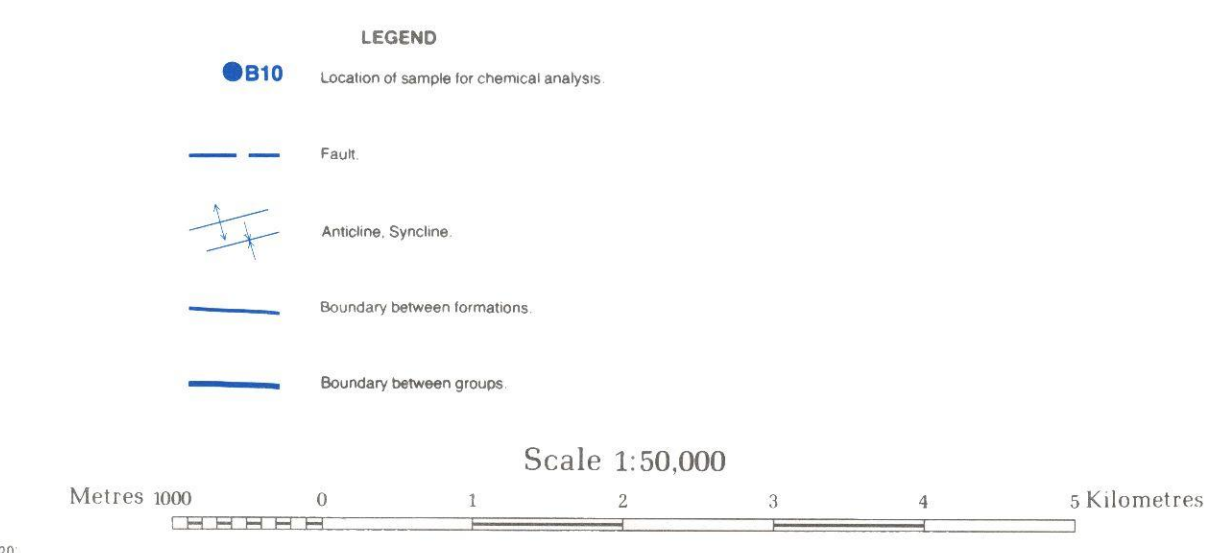 LEGEND
B10 Location of sample for chemical analysis.
Fault.
Anticline, Syncline.
Boundary between formations.
Boundary between groups.
Scale 1:50,000
Metres 1000 0 1 2 3 4 5 Kilometres
20: